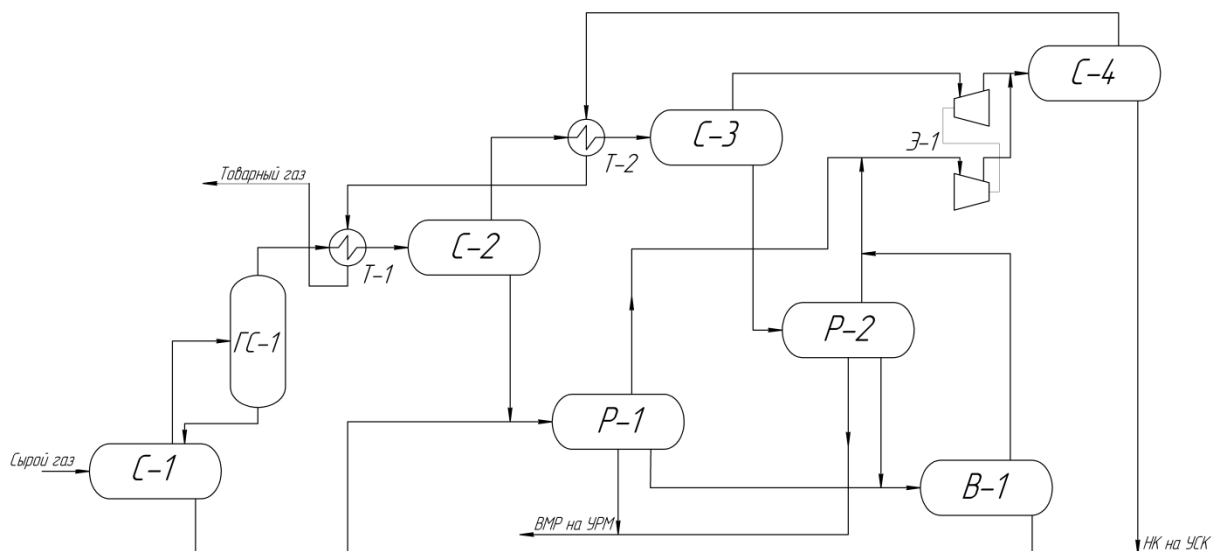 С-4
С-3
Э-1
Т-2
Товарный газ
С-2
Т-1
ГС-1
Р-2
Р-1
Сырой газ
С-1
В-1
ВМР на УРМ
НК на УСК